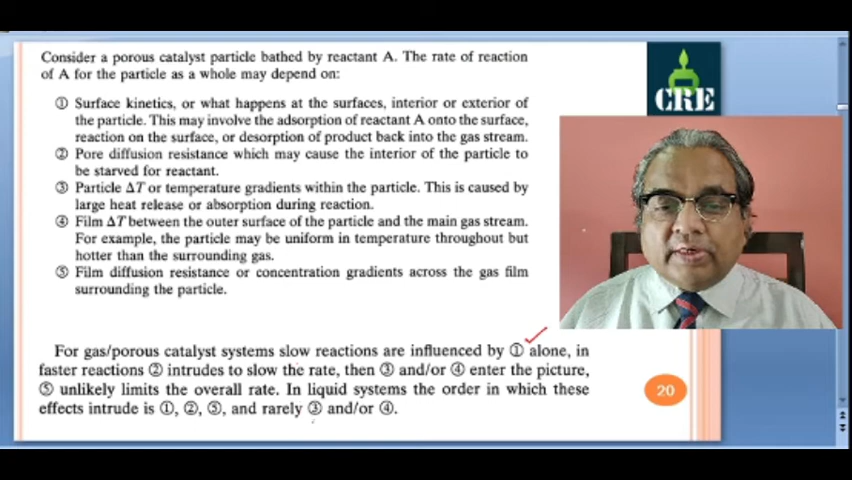 Consider a porous catalyst particle bathed by reactant A. The rate of reaction
of A for the particle as a whole may depend on:
① Surface kinetics, or what happens at the surfaces, interior or exterior of
the particle. This may involve the adsorption of reactant A onto the surface,
reaction on the surface, or desorption of product back into the gas stream.
② Pore diffusion resistance which may cause the interior of the particle to
be starved for reactant.
③ Particle ΔT or temperature gradients within the particle. This is caused by
large heat release or absorption during reaction.
④ Film ΔT between the outer surface of the particle and the main gas stream.
For example, the particle may be uniform in temperature throughout but
hotter than the surrounding gas.
⑤ Film diffusion resistance or concentration gradients across the gas film
surrounding the particle.
CRE
For gas/porous catalyst systems slow reactions are influenced by ① alone, in
faster reactions ② intrudes to slow the rate, then ③ and/or ④ enter the picture,
⑤ unlikely limits the overall rate. In liquid systems the order in which these
effects intrude is ①, ②, ⑤, and rarely ③ and/or ④.
20